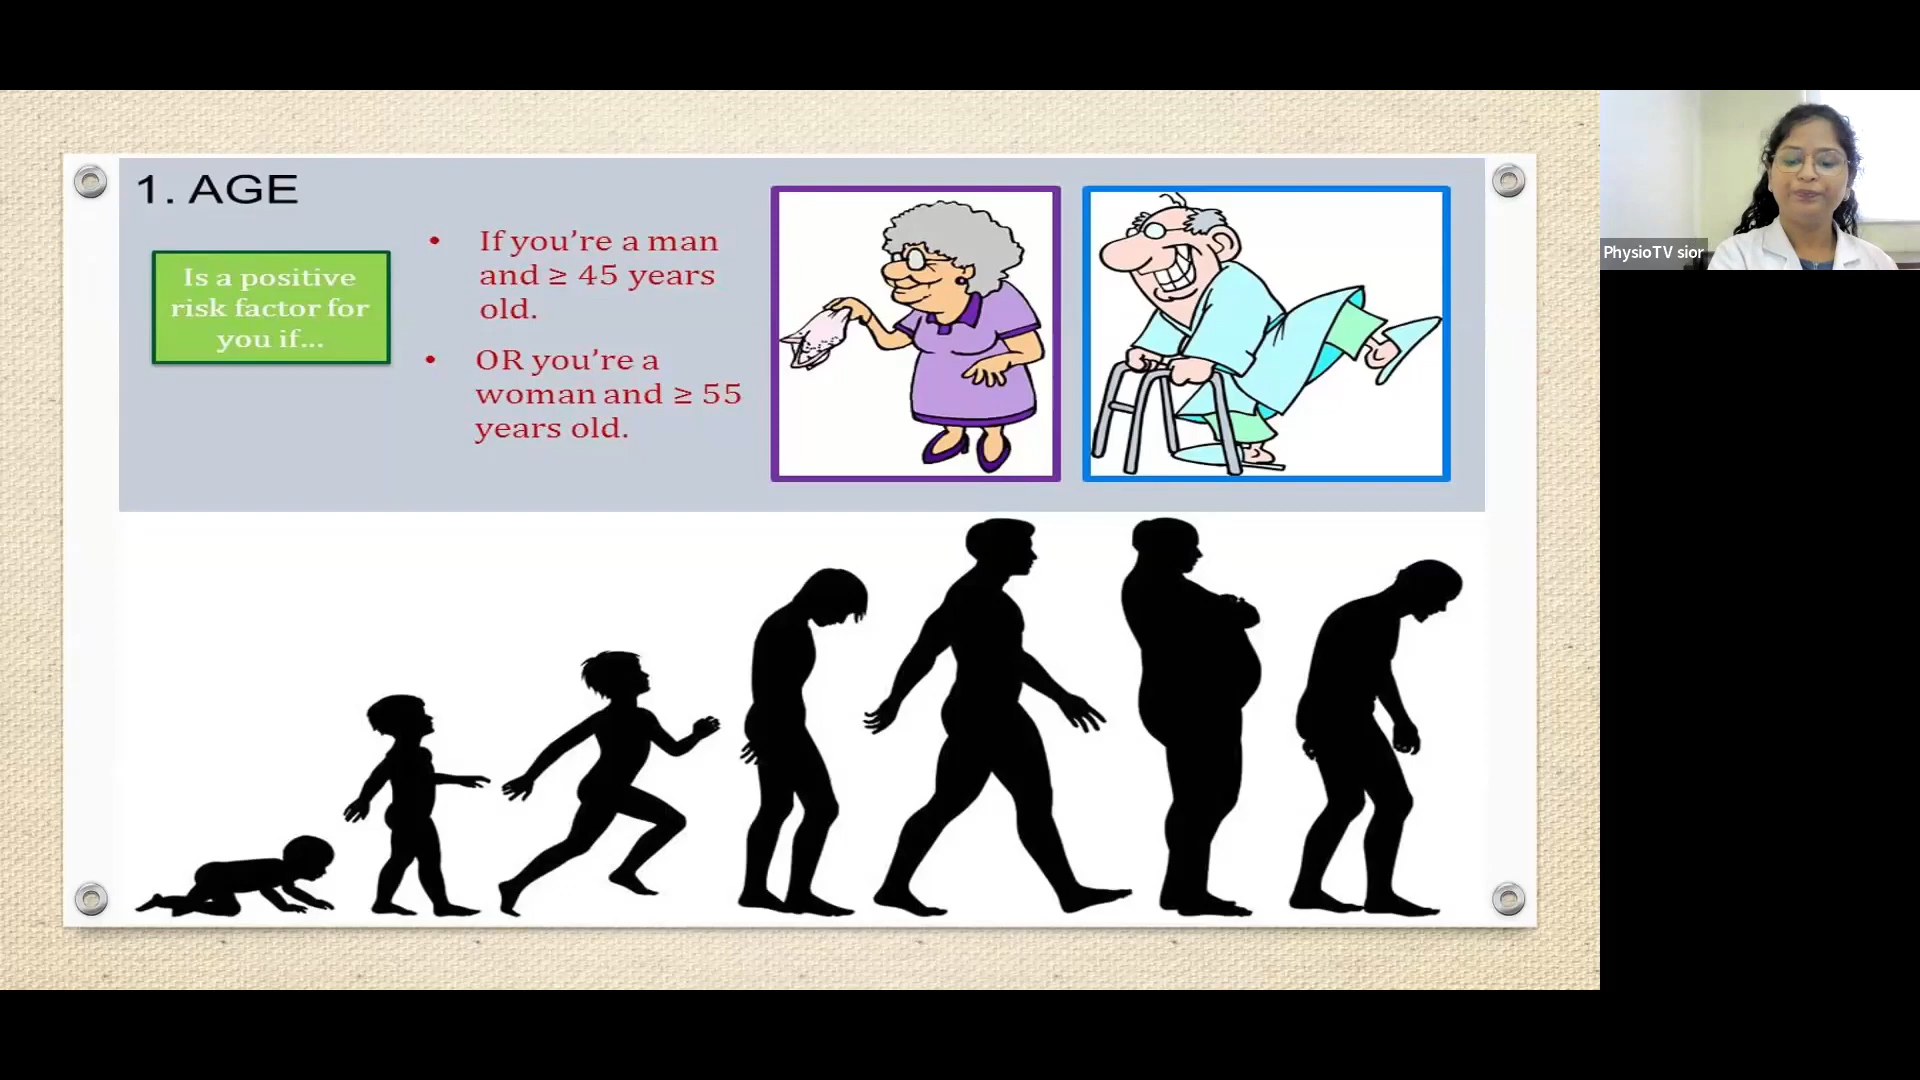 1. AGE
Is a positive
risk factor for
you if...
• If you're a man
and ≥ 45 years
old.
• OR you're a
woman and ≥ 55
years old.
PhysioTV sior